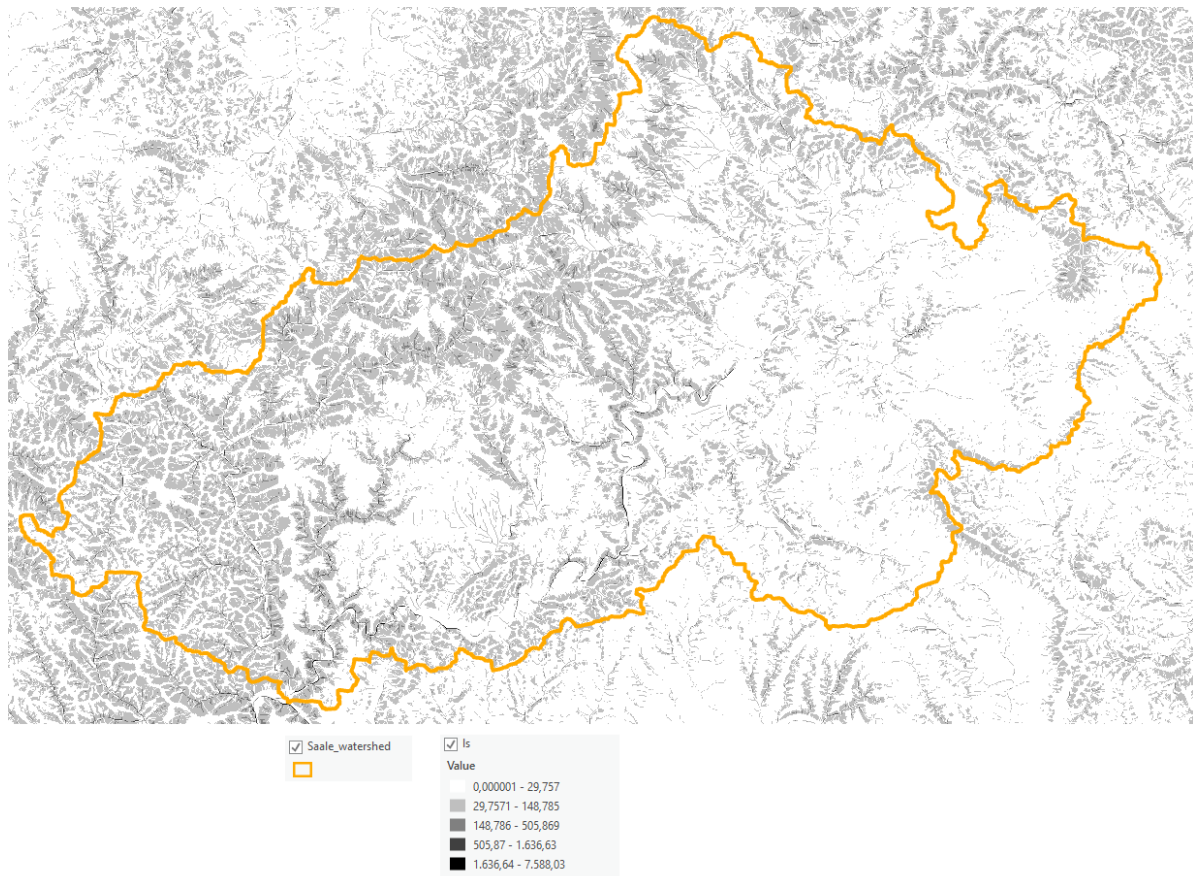 Saale_watershed
ls
Value
0,000001 - 29,757
29,7571 - 148,785
148,786 - 505,869
505,87 - 1.636,63
1.636,64 - 7.588,03